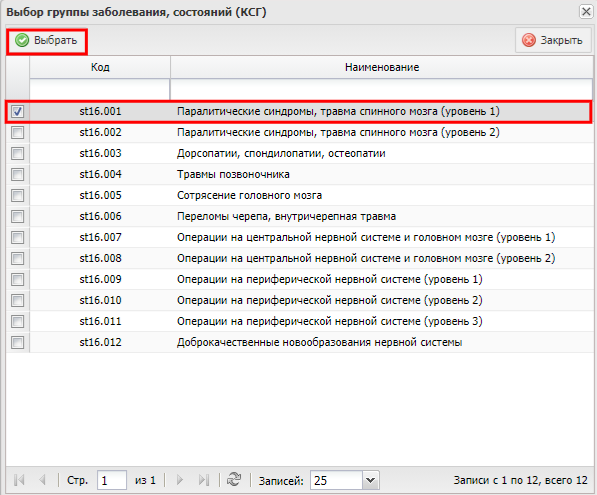 Выбор группы заболевания, состояний (КСГ)
Выбрать Закрыть
Код Наименование
st16.001 Паралитические синдромы, травма спинного мозга (уровень 1)
st16.002 Паралитические синдромы, травма спинного мозга (уровень 2)
st16.003 Дорсопатии, спондилопатии, остеопатии
st16.004 Травмы позвоночника
st16.005 Сотрясение головного мозга
st16.006 Переломы черепа, внутричерепная травма
st16.007 Операции на центральной нервной системе и головном мозге (уровень 1)
st16.008 Операции на центральной нервной системе и головном мозге (уровень 2)
st16.009 Операции на периферической нервной системе (уровень 1)
st16.010 Операции на периферической нервной системе (уровень 2)
st16.011 Операции на периферической нервной системе (уровень 3)
st16.012 Доброкачественные новообразования нервной системы
Стр. 1 из 1 Записей: 25 Записи с 1 по 12, всего 12